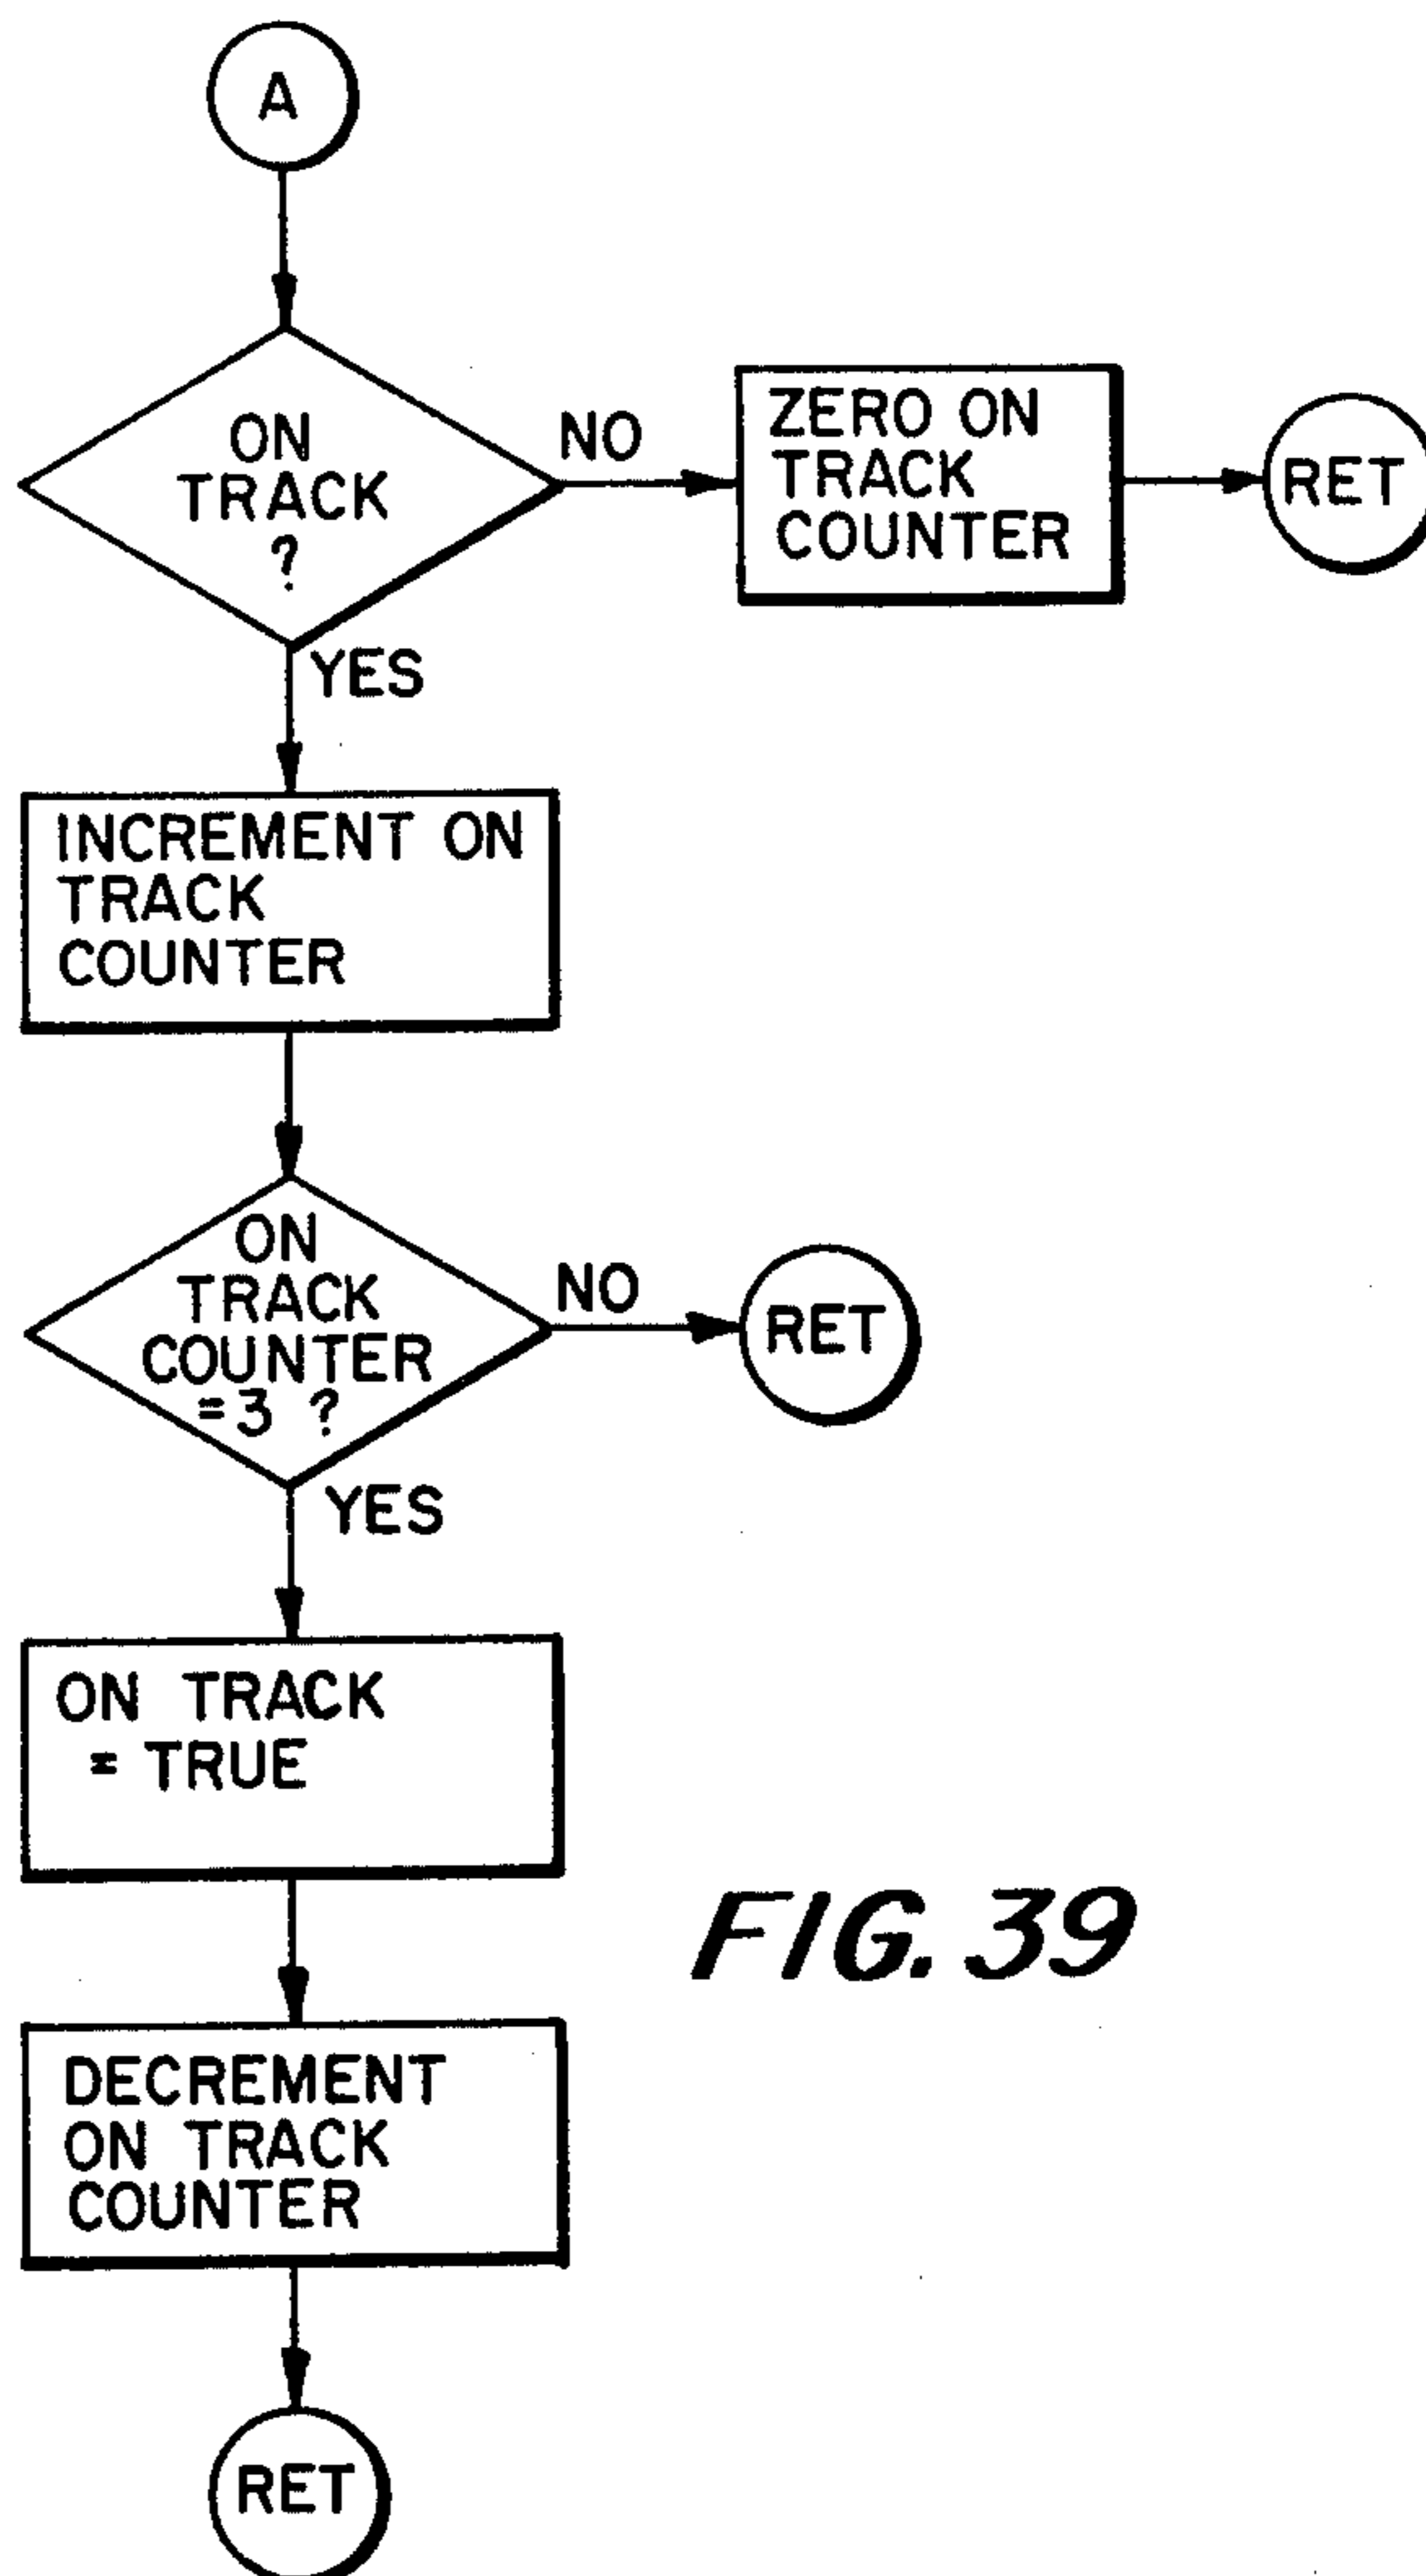 A
ON
TRACK
?
NO
ZERO ON
TRACK
COUNTER
RET
YES
INCREMENT ON
TRACK
COUNTER
ON
TRACK
COUNTER
=3 ?
NO
RET
YES
ON TRACK
= TRUE
DECREMENT
ON TRACK
COUNTER
RET
FIG. 39